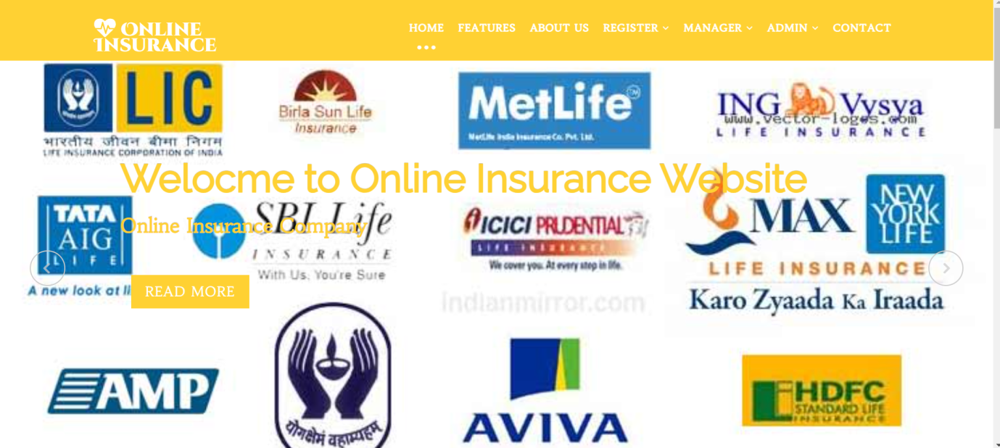 ONLINE
INSURANCE
HOME FEATURES ABOUT US REGISTER MANAGER ADMIN CONTACT
LIC
भारतीय जीवन बीमा निगम
LIFE INSURANCE CORPORATION OF INDIA
Birla Sun Life
Insurance
MetLife TM
MetLife India Insurance Co. Pvt. Ltd.
ING Vysya
www.vector-logos.com
LIFE INSURANCE
Welocme to Online Insurance Website
Online Insurance Company
READ MORE
TATA
AIG
LIFE
A new look at li
SBI Life
INSURANCE
With Us, You're Sure
ICICI PRUDENTIAL
LIFE INSURANCE
We cover you. At every step in life.
indianmirror.com
MAX
NEW
YORK
LIFE
LIFE INSURANCE
Karo Zyaada Ka Iraada
AMP
योगक्षेमं वहाम्यहम्
AVIVA
HDFC
STANDARD LIFE
INSURANCE